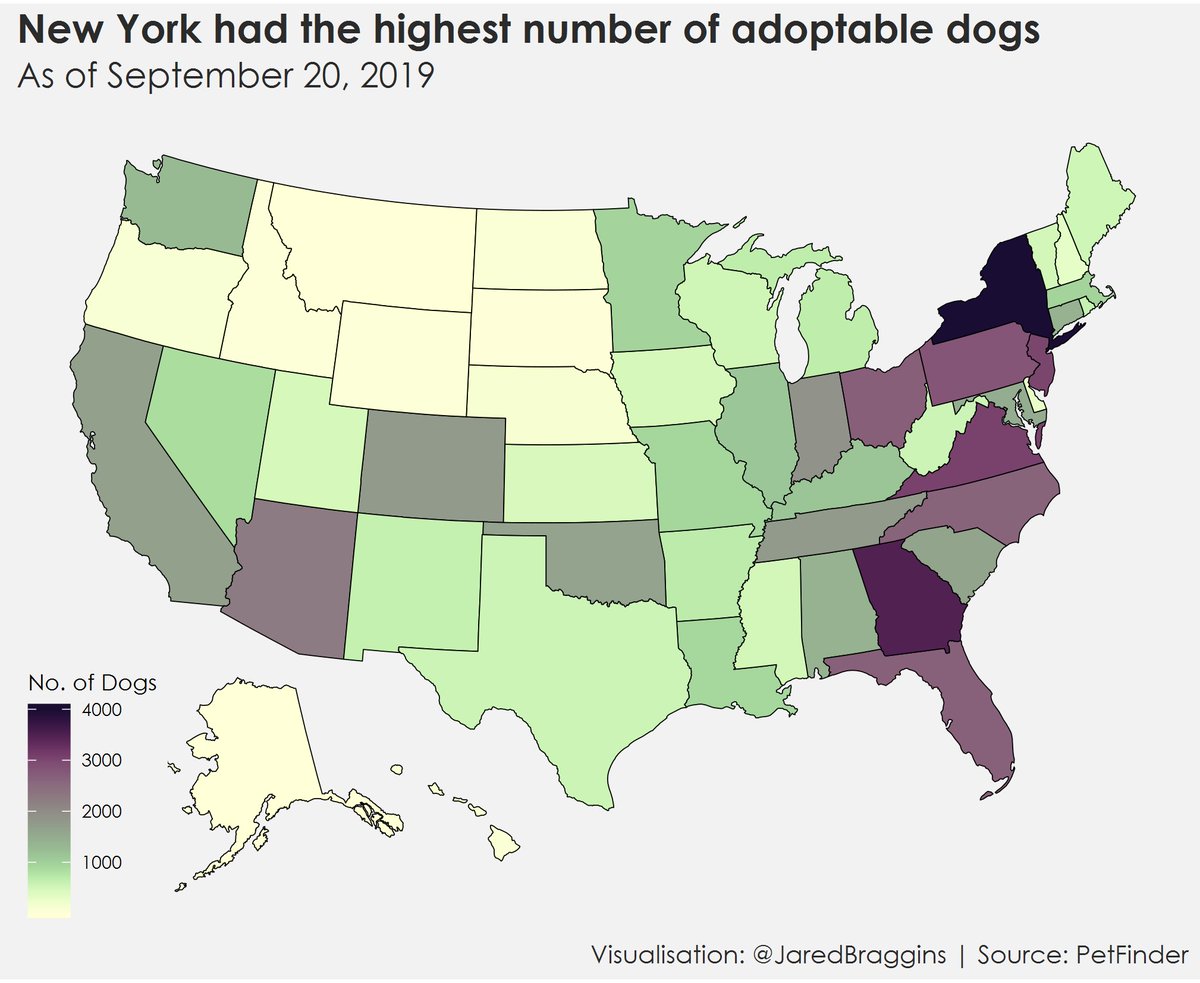 New York had the highest number of adoptable dogs
As of September 20, 2019
No. of Dogs
4000
3000
2000
1000
Visualisation: @JaredBraggins | Source: PetFinder